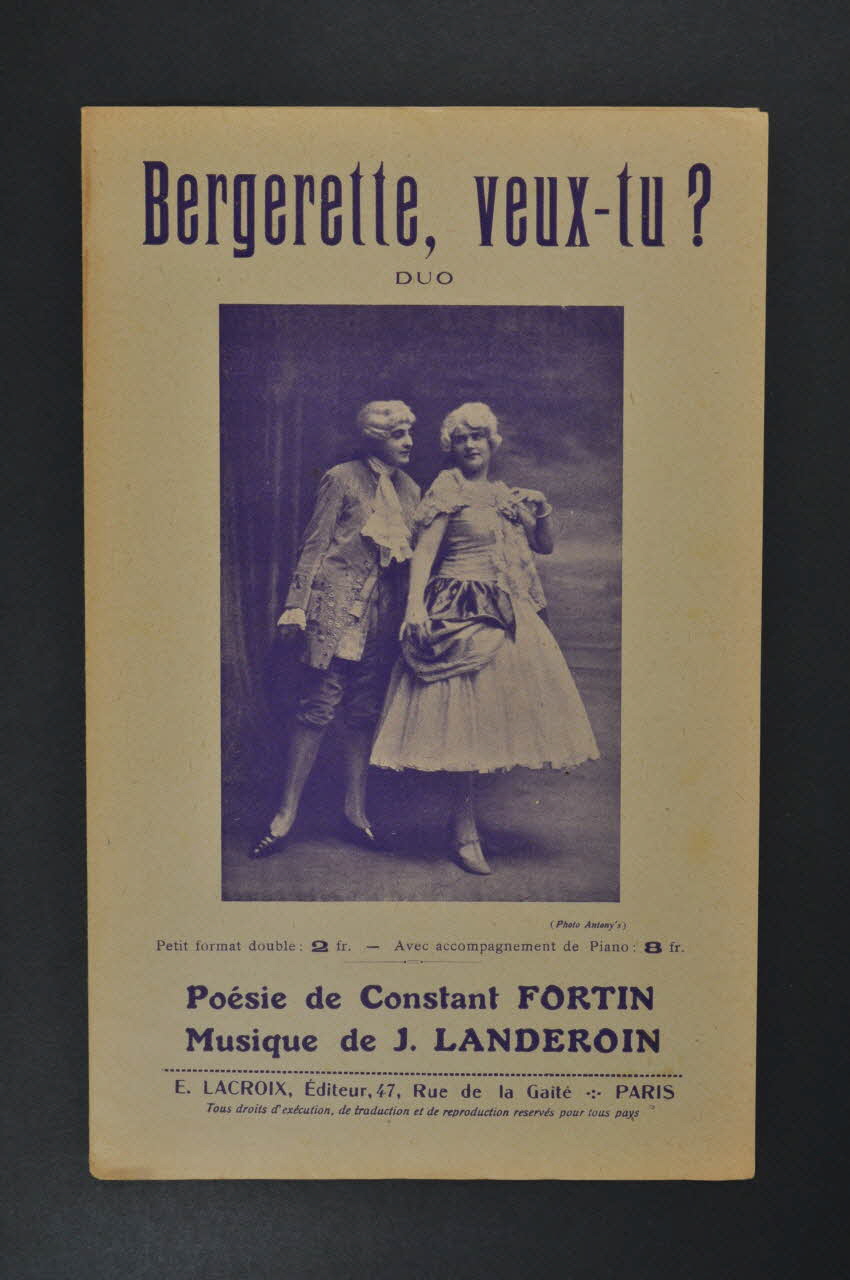 Bergerette, veux-tu ?
DUO
(Photo Antony's)
Petit format double : 2 fr. — Avec accompagnement de Piano : 8 fr.
Poésie de Constant FORTIN
Musique de J. LANDEROIN
E. LACROIX, Éditeur, 47, Rue de la Gaité PARIS
Tous droits d'exécution, de traduction et de reproduction reservés pour tous pays